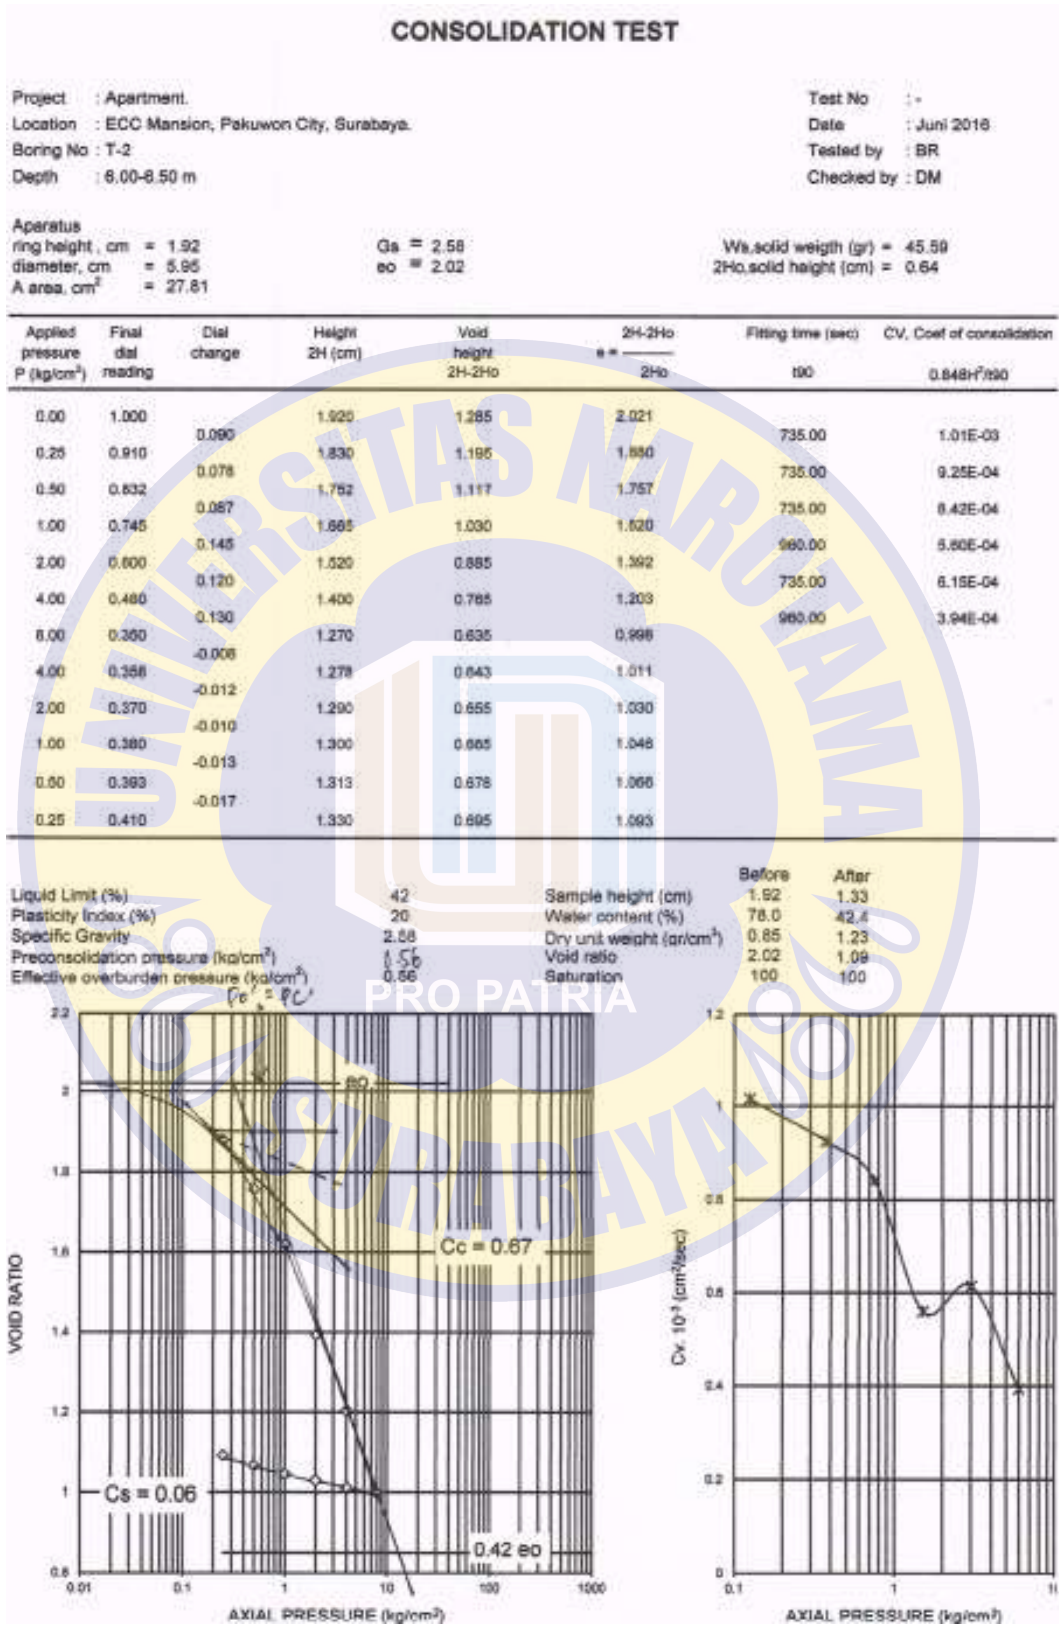 CONSOLIDATION TEST
Project : Apartment.
Location : ECC Mansion, Pakuwon City, Surabaya.
Boring No : T-2
Depth : 6.00-6.50 m
Test No : -
Date : Juni 2016
Tested by : BR
Checked by : DM
Aparatus
ring height, cm = 1.92
diameter, cm = 5.95
A area, cm² = 27.81
Gs = 2.58
eo = 2.02
Ws,solid weigth (gr) = 45.59
2Ho,solid height (cm) = 0.64
Applied pressure P (kg/cm²) Final dial reading Dial change Height 2H (cm) Void height 2H-2Ho e = 2H-2Ho / 2Ho Fitting time (sec) t90 CV, Coef of consolidation 0.848H²/t90
0.00 1.000 1.920 1.285 2.021
0.090 735.00 1.01E-03
0.25 0.910 1.830 1.195 1.880
0.078 735.00 9.25E-04
0.50 0.832 1.752 1.117 1.757
0.087 735.00 8.42E-04
1.00 0.745 1.665 1.030 1.620
0.145 960.00 5.60E-04
2.00 0.600 1.520 0.885 1.392
0.120 735.00 6.15E-04
4.00 0.480 1.400 0.765 1.203
0.130 960.00 3.94E-04
8.00 0.350 1.270 0.635 0.998
-0.008
4.00 0.358 1.278 0.643 1.011
-0.012
2.00 0.370 1.290 0.655 1.030
-0.010
1.00 0.380 1.300 0.665 1.046
-0.013
0.50 0.393 1.313 0.678 1.066
-0.017
0.25 0.410 1.330 0.695 1.093
Liquid Limit (%) 42
Plasticity Index (%) 20
Specific Gravity 2.58
Preconsolidation pressure (kg/cm²) 0.56
Effective overburden pressure (kg/cm²) 0.56
Before After
Sample height (cm) 1.92 1.33
Water content (%) 78.0 42.4
Dry unit weight (gr/cm³) 0.85 1.23
Void ratio 2.02 1.09
Saturation 100 100
Po' = Pc'
VOID RATIO
2.2
2
1.8
1.6
1.4
1.2
1
0.8
eo
Cc = 0.67
Cs = 0.06
0.42 eo
0.01 0.1 1 10 100 1000
AXIAL PRESSURE (kg/cm²)
Cv. 10⁻³ (cm²/sec)
1.2
1
0.8
0.6
0.4
0.2
0
0.1 1 10
AXIAL PRESSURE (kg/cm²)
UNIVERSITAS NAROTAMA
PRO PATRIA
SURABAYA